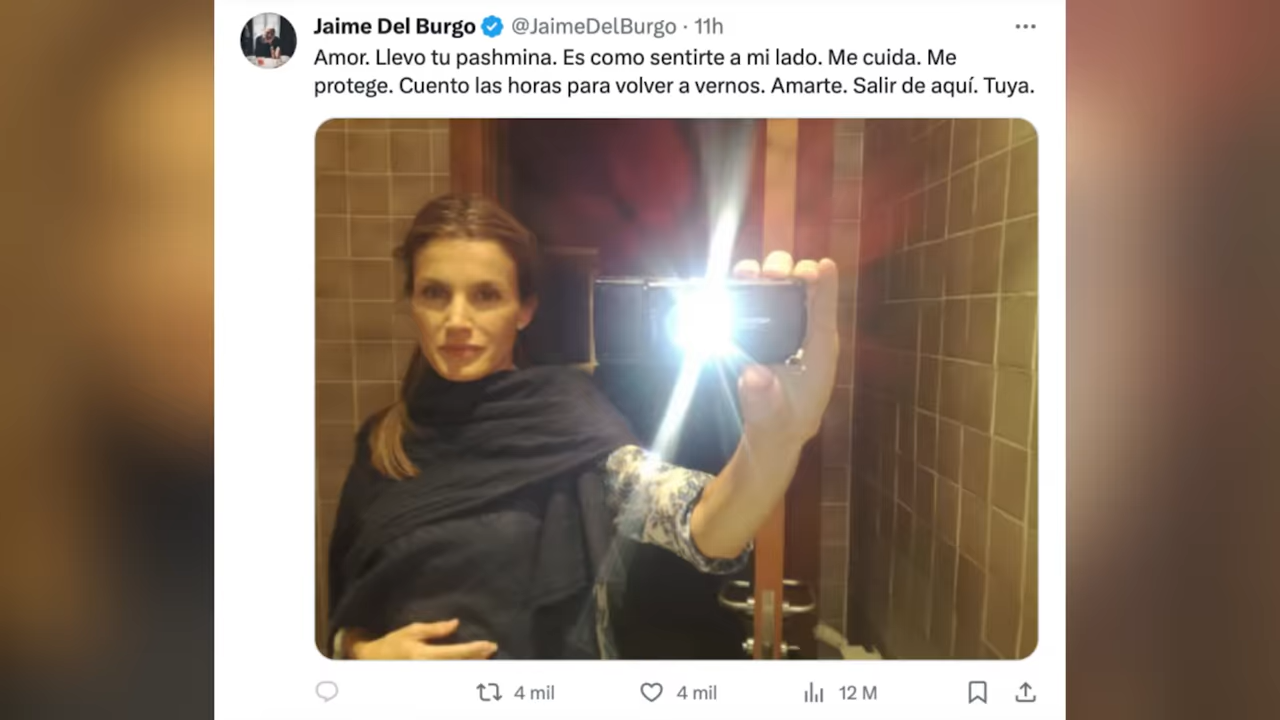 Jaime Del Burgo @JaimeDelBurgo · 11h
Amor. Llevo tu pashmina. Es como sentirte a mi lado. Me cuida. Me
protege. Cuento las horas para volver a vernos. Amarte. Salir de aquí. Tuya.
4 mil 4 mil 12 M